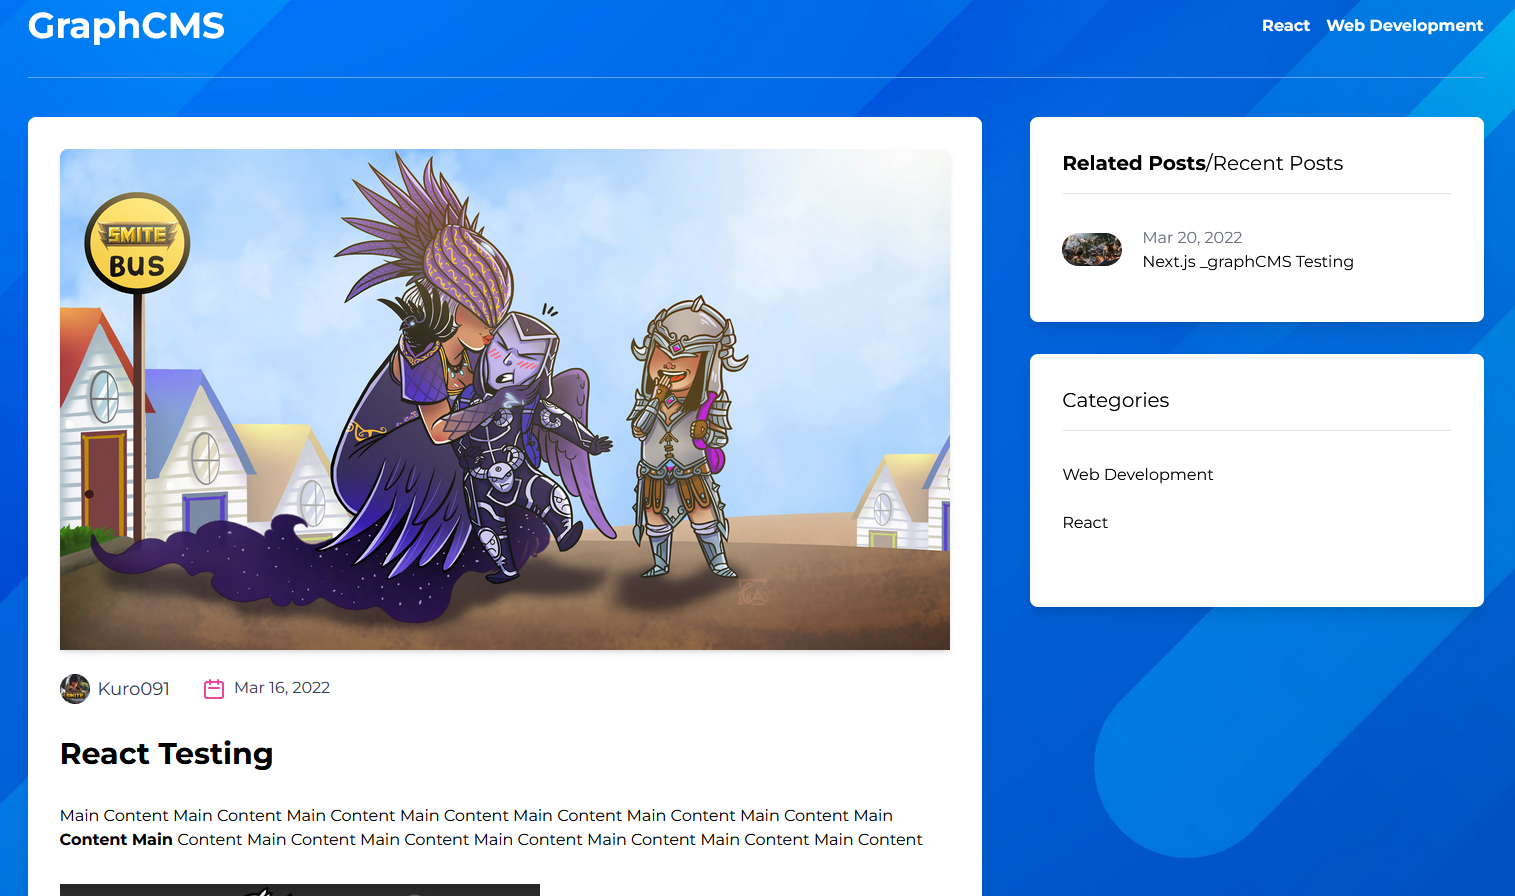 GraphCMS
React Web Development
SMITE
BUS
Kuro091
Mar 16, 2022
React Testing
Main Content Main Content Main Content Main Content Main Content Main Content Main Content Main
Content Main Content Main Content Main Content Main Content Main Content Main Content Main Content
Related Posts/Recent Posts
Mar 20, 2022
Next.js _graphCMS Testing
Categories
Web Development
React